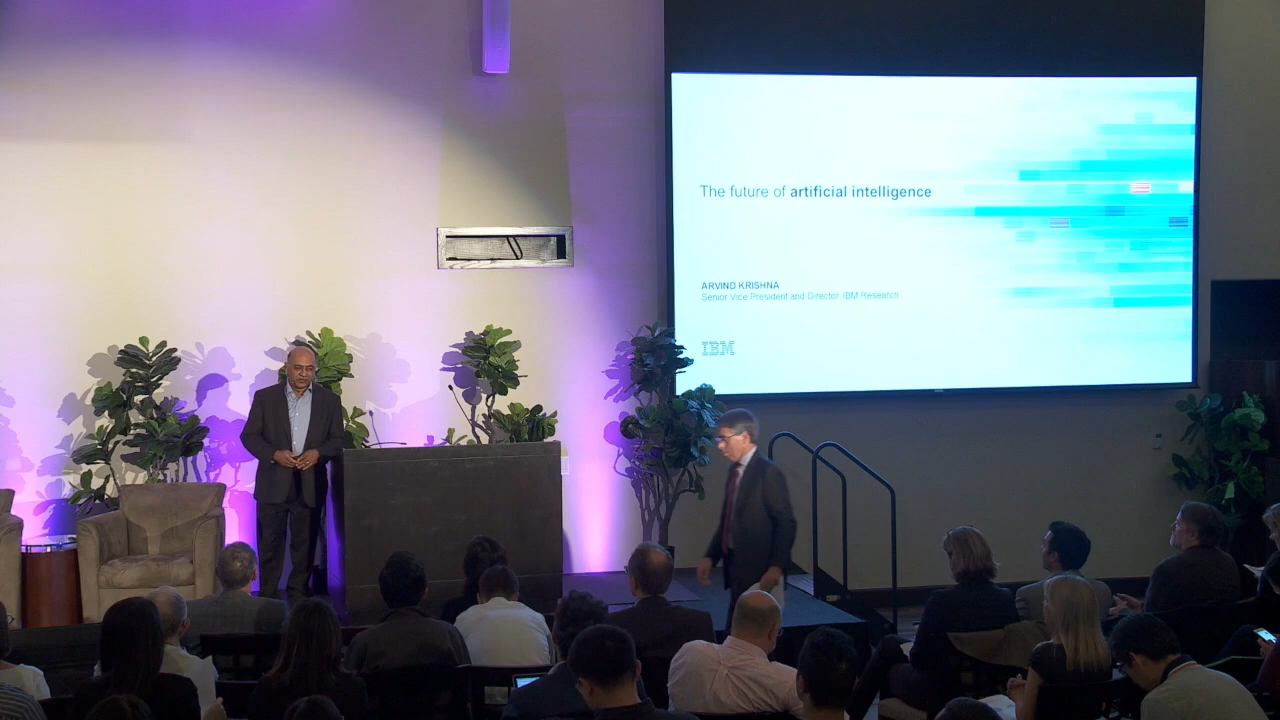 The future of artificial intelligence
ARVIND KRISHNA
Senior Vice President and Director, IBM Research
IBM